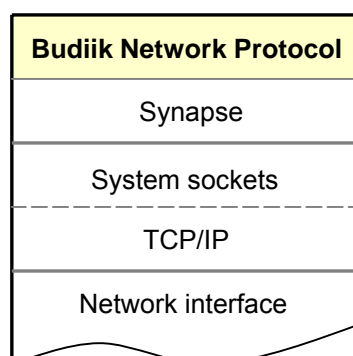 Budiik Network Protocol
Synapse
System sockets
TCP/IP
Network interface